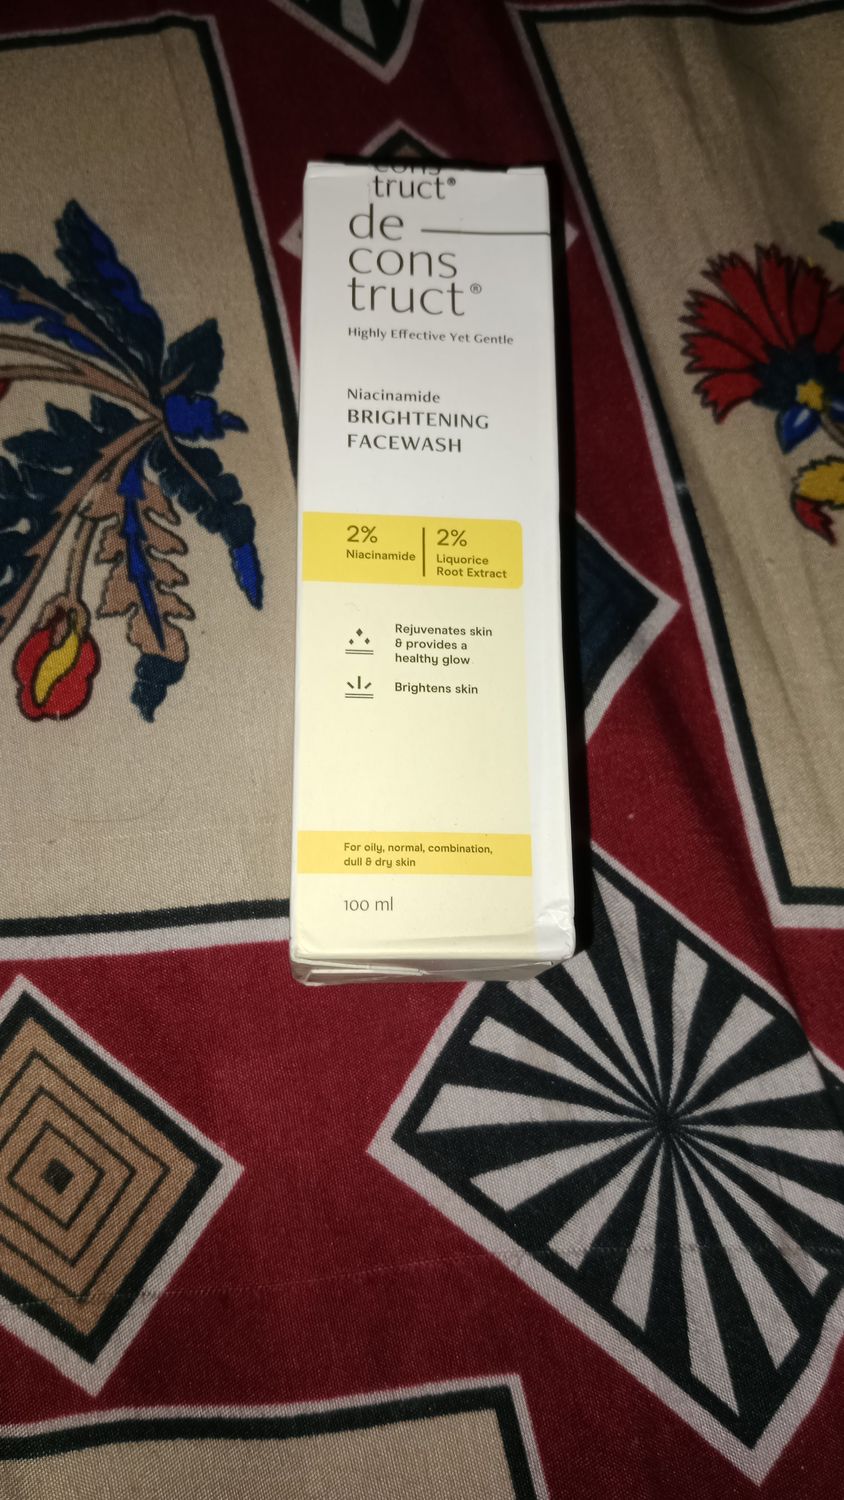 cons
truct®
de
cons
truct®
Highly Effective Yet Gentle
Niacinamide
BRIGHTENING
FACEWASH
2%
Niacinamide
2%
Liquorice
Root Extract
Rejuvenates skin
& provides a
healthy glow
Brightens skin
For oily, normal, combination,
dull & dry skin
100 ml